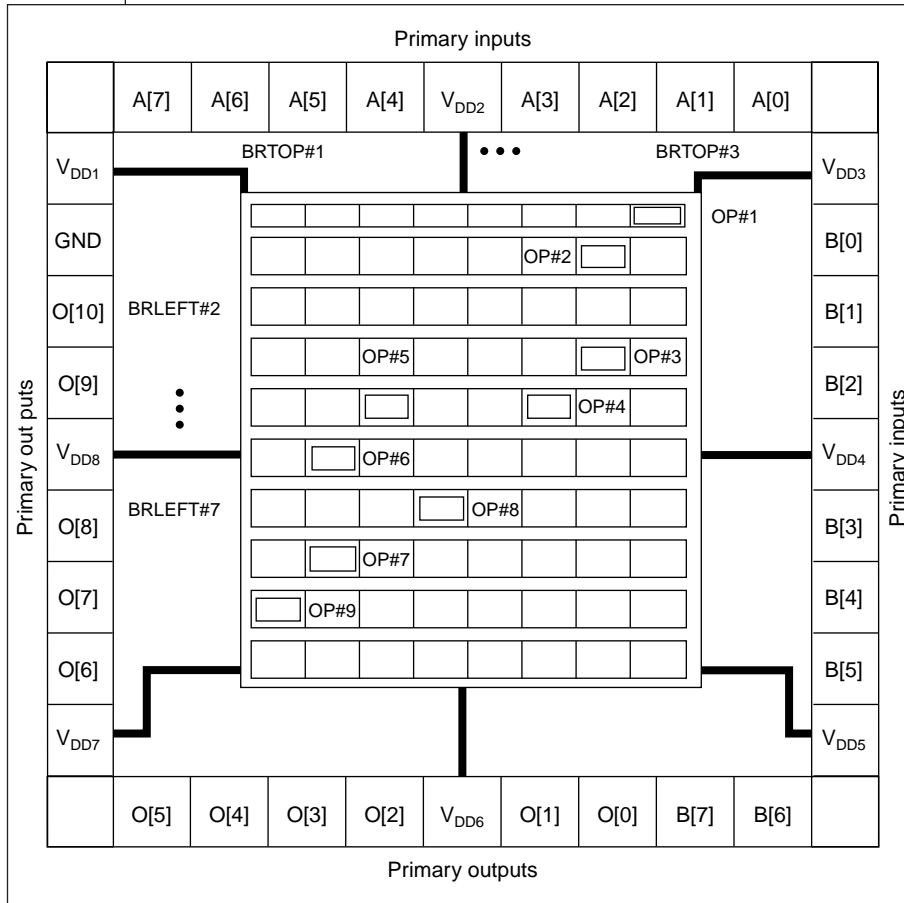 Primary inputs
A[7] A[6] A[5] A[4] VDD2 A[3] A[2] A[1] A[0]
BRTOP#1 ••• BRTOP#3
VDD1 VDD3
OP#1
GND B[0]
OP#2
O[10] BRLEFT#2 B[1]
OP#5 OP#3
O[9] B[2]
OP#4
Primary out puts
Primary inputs
VDD8 OP#6 VDD4
BRLEFT#7 OP#8
O[8] B[3]
OP#7
O[7] OP#9 B[4]
O[6] B[5]
VDD7 VDD5
O[5] O[4] O[3] O[2] VDD6 O[1] O[0] B[7] B[6]
Primary outputs